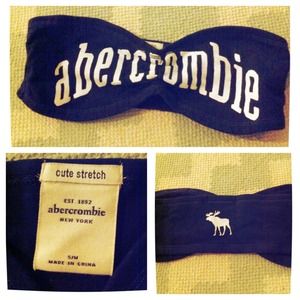 abercrombie
cute stretch
EST 1892
abercrombie
NEW YORK
S/M
MADE IN CHINA